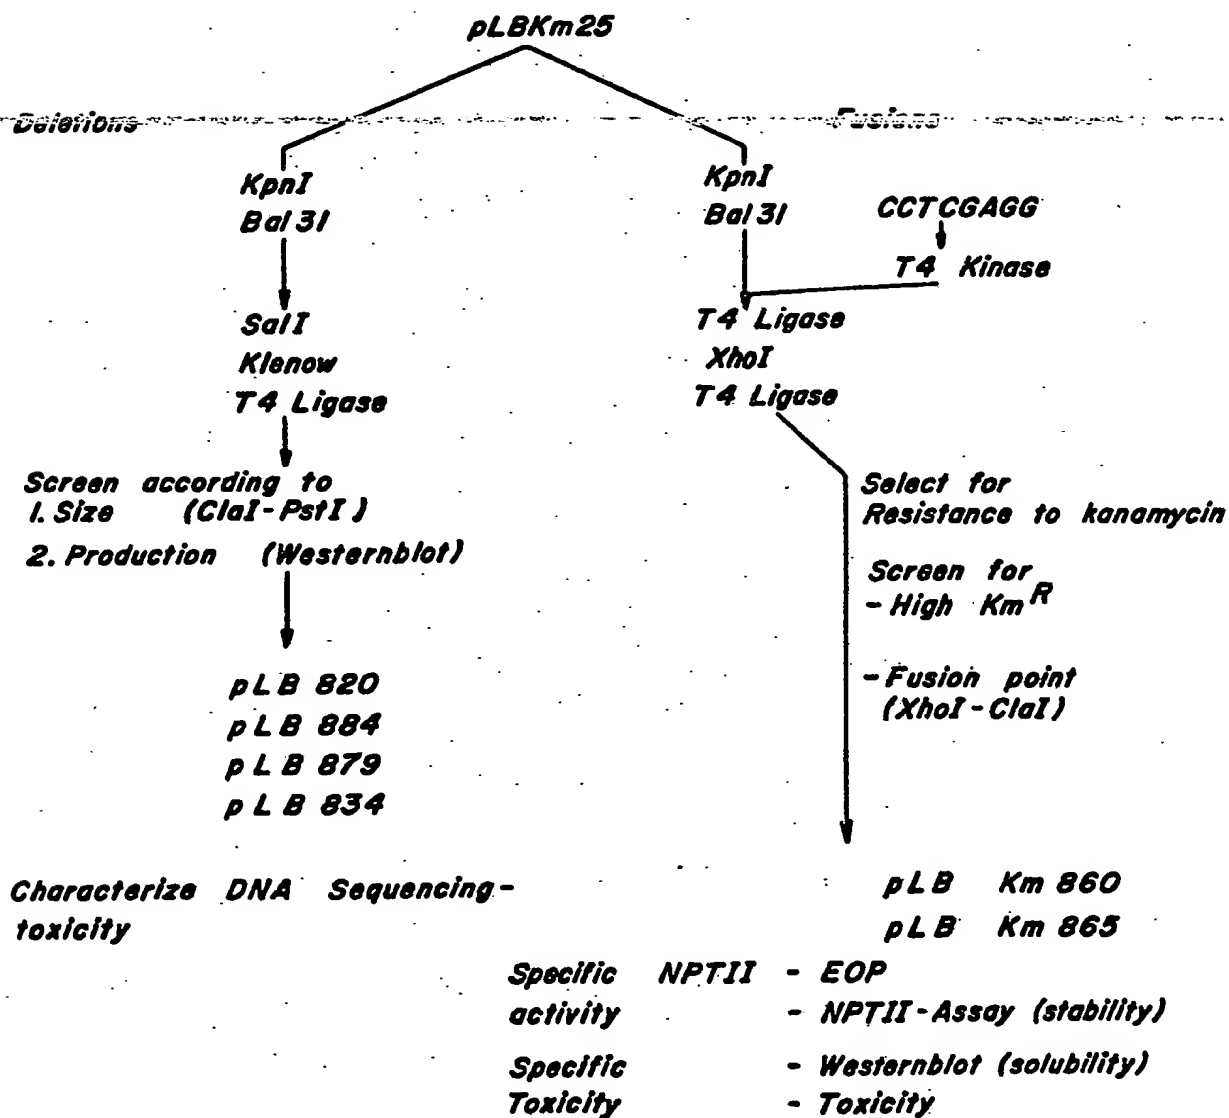 pLBKm25
Deletions
Fusions
KpnI
Bal 31
SalI
Klenow
T4 Ligase
Screen according to
1. Size (ClaI-PstI)
2. Production (Westernblot)
pLB 820
pLB 884
pLB 879
pLB 834
Characterize DNA Sequencing-
toxicity
KpnI
Bal 31
CCTCGAGG
T4 Kinase
T4 Ligase
XhoI
T4 Ligase
Select for
Resistance to kanamycin
Screen for
- High Km R
- Fusion point
(XhoI-ClaI)
pLB Km 860
pLB Km 865
Specific NPTII - EOP
activity - NPTII-Assay (stability)
Specific - Westernblot (solubility)
Toxicity - Toxicity